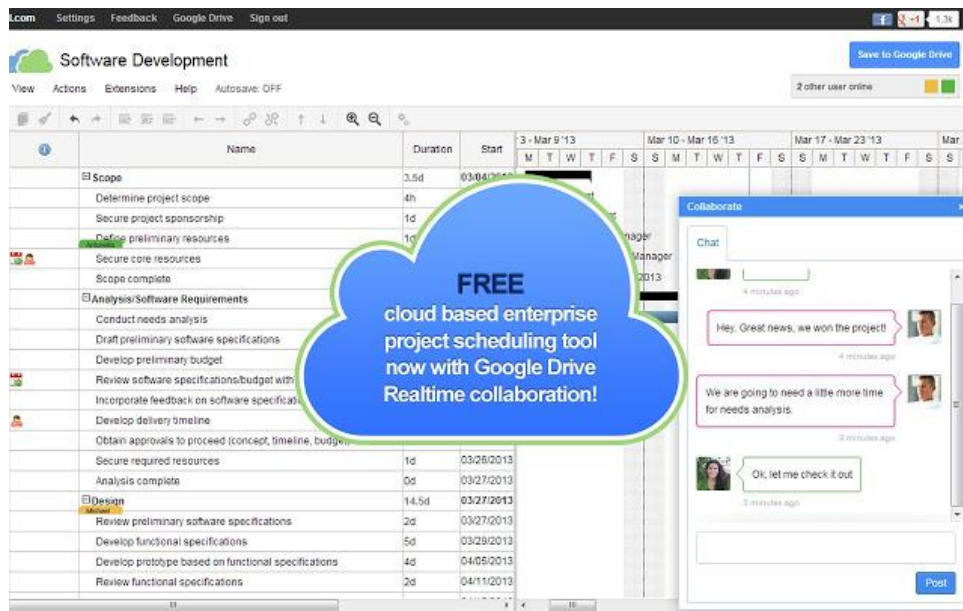 l.com Settings Feedback Google Drive Sign out
+1 1.3k
Software Development
Save to Google Drive
View Actions Extensions Help Autosave: OFF
2 other user online
Name Duration Start 3 - Mar 9 '13 Mar 10 - Mar 16 '13 Mar 17 - Mar 23 '13 Mar
M T W T F S S M T W T F S S M T W T F S S
Scope 3.5d 03/04/2013
Determine project scope 4h
Secure project sponsorship 1d
Define preliminary resources 1d
Secure core resources Manager
Scope complete 2013
Analysis/Software Requirements
Conduct needs analysis
Draft preliminary software specifications
Develop preliminary budget
Review software specifications/budget with
Incorporate feedback on software specificati
Develop delivery timeline
Obtain approvals to proceed (concept, timeline, budget)
Secure required resources 1d 03/26/2013
Analysis complete 0d 03/27/2013
Design 14.5d 03/27/2013
Michael
Review preliminary software specifications 2d 03/27/2013
Develop functional specifications 5d 03/29/2013
Develop prototype based on functional specifications 4d 04/05/2013
Review functional specifications 2d 04/11/2013
FREE
cloud based enterprise
project scheduling tool
now with Google Drive
Realtime collaboration!
Collaborate
Chat
4 minutes ago
Hey. Great news, we won the project!
4 minutes ago
We are going to need a little more time
for needs analysis.
3 minutes ago
Ok, let me check it out
3 minutes ago
Post